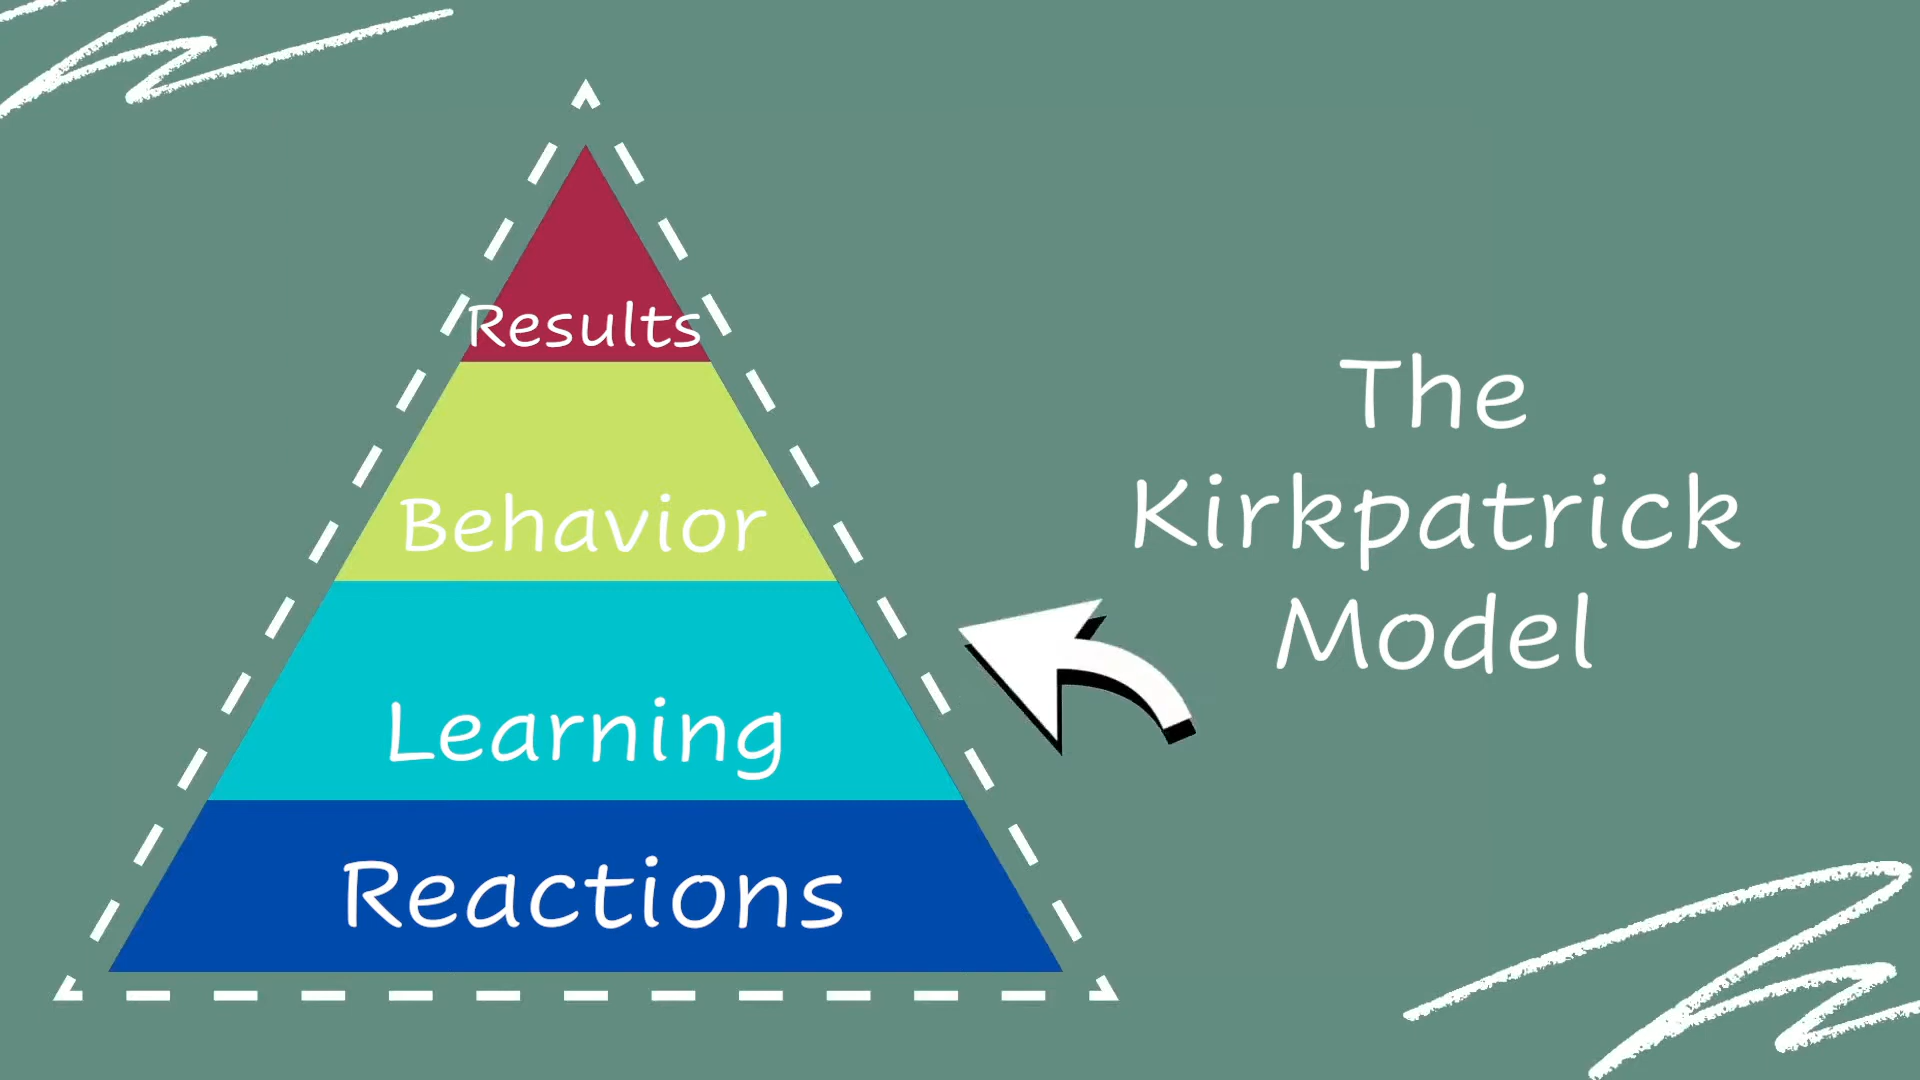 Results
Behavior
Learning
Reactions
The
Kirkpatrick
Model